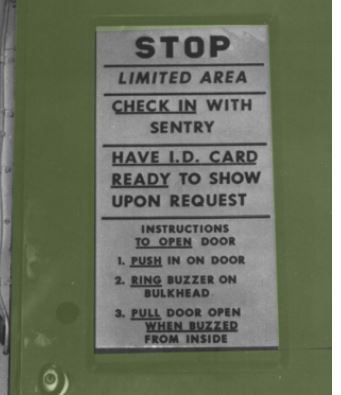 STOP
LIMITED AREA
CHECK IN WITH
SENTRY
HAVE I.D. CARD
READY TO SHOW
UPON REQUEST
INSTRUCTIONS
TO OPEN DOOR
1. PUSH IN ON DOOR
2. RING BUZZER ON
BULKHEAD
3. PULL DOOR OPEN
WHEN BUZZED
FROM INSIDE